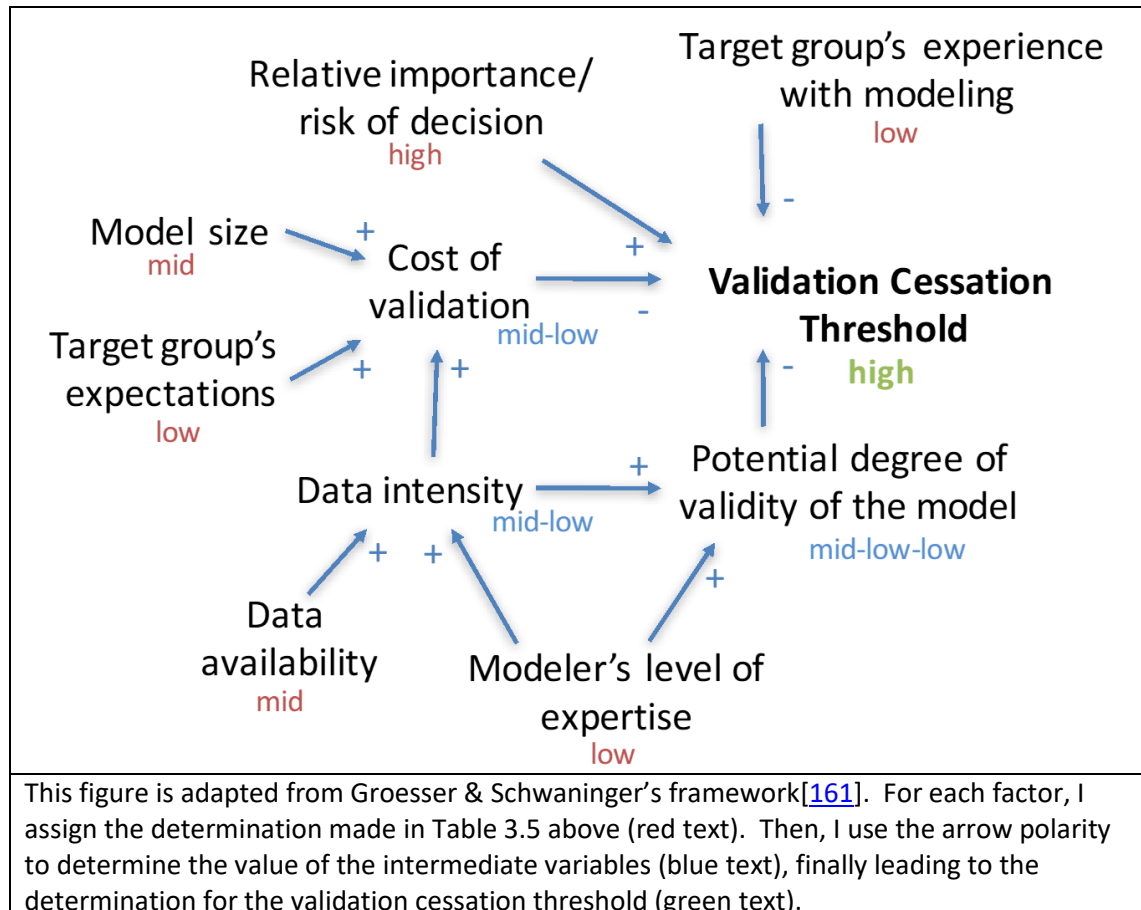 Relative importance/
risk of decision
high
Target group's experience
with modeling
low
-
Model size
mid
+
Cost of
validation
mid-low
+
-
Validation Cessation
Threshold
high
Target group's
expectations
low
+
+
-
Data intensity
mid-low
+
Potential degree of
validity of the model
mid-low-low
+
+
+
Data
availability
mid
Modeler's level of
expertise
low
This figure is adapted from Groesser & Schwaninger's framework[161]. For each factor, I
assign the determination made in Table 3.5 above (red text). Then, I use the arrow polarity
to determine the value of the intermediate variables (blue text), finally leading to the
determination for the validation cessation threshold (green text).